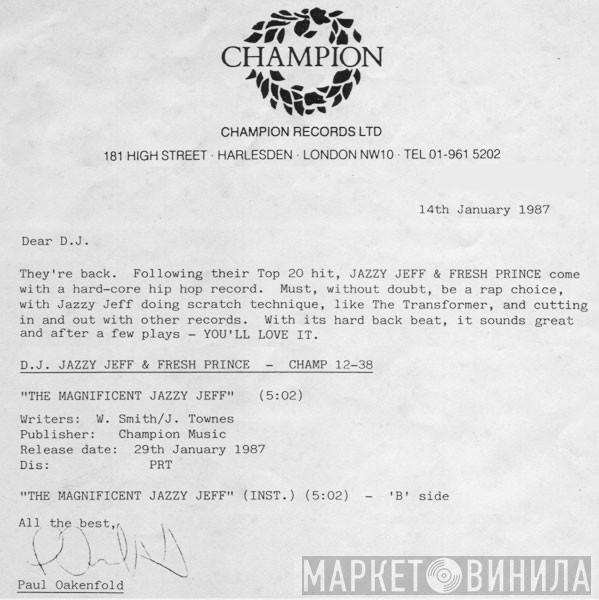 CHAMPION
CHAMPION RECORDS LTD
181 HIGH STREET · HARLESDEN · LONDON NW10 · TEL 01-961 5202
14th January 1987
Dear D.J.
They're back. Following their Top 20 hit, JAZZY JEFF & FRESH PRINCE come
with a hard-core hip hop record. Must, without doubt, be a rap choice,
with Jazzy Jeff doing scratch technique, like The Transformer, and cutting
in and out with other records. With its hard back beat, it sounds great
and after a few plays - YOU'LL LOVE IT.
D.J. JAZZY JEFF & FRESH PRINCE - CHAMP 12-38
"THE MAGNIFICENT JAZZY JEFF" (5:02)
Writers: W. Smith/J. Townes
Publisher: Champion Music
Release date: 29th January 1987
Dis: PRT
"THE MAGNIFICENT JAZZY JEFF" (INST.) (5:02) - 'B' side
All the best,
Paul Oakenfold
МАРКЕТ ВИНИЛА